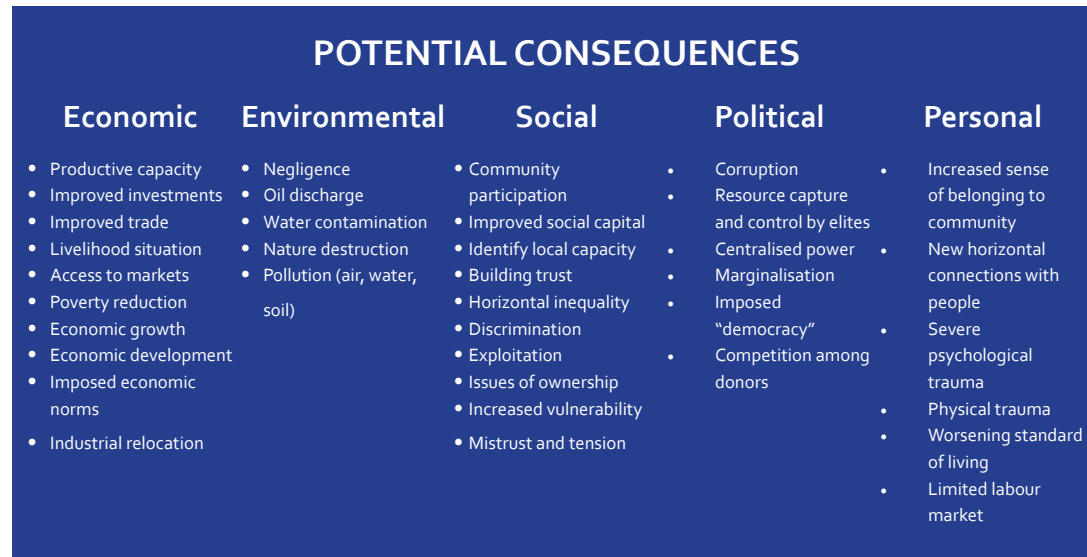 POTENTIAL CONSEQUENCES
Economic
• Productive capacity
• Improved investments
• Improved trade
• Livelihood situation
• Access to markets
• Poverty reduction
• Economic growth
• Economic development
• Imposed economic
norms
• Industrial relocation
Environmental
• Negligence
• Oil discharge
• Water contamination
• Nature destruction
• Pollution (air, water,
soil)
Social
• Community
participation
• Improved social capital
• Identify local capacity
• Building trust
• Horizontal inequality
• Discrimination
• Exploitation
• Issues of ownership
• Increased vulnerability
• Mistrust and tension
Political
• Corruption
• Resource capture
and control by elites
• Centralised power
• Marginalisation
• Imposed
“democracy”
• Competition among
donors
Personal
• Increased sense
of belonging to
community
• New horizontal
connections with
people
• Severe
psychological
trauma
• Physical trauma
• Worsening standard
of living
• Limited labour
market